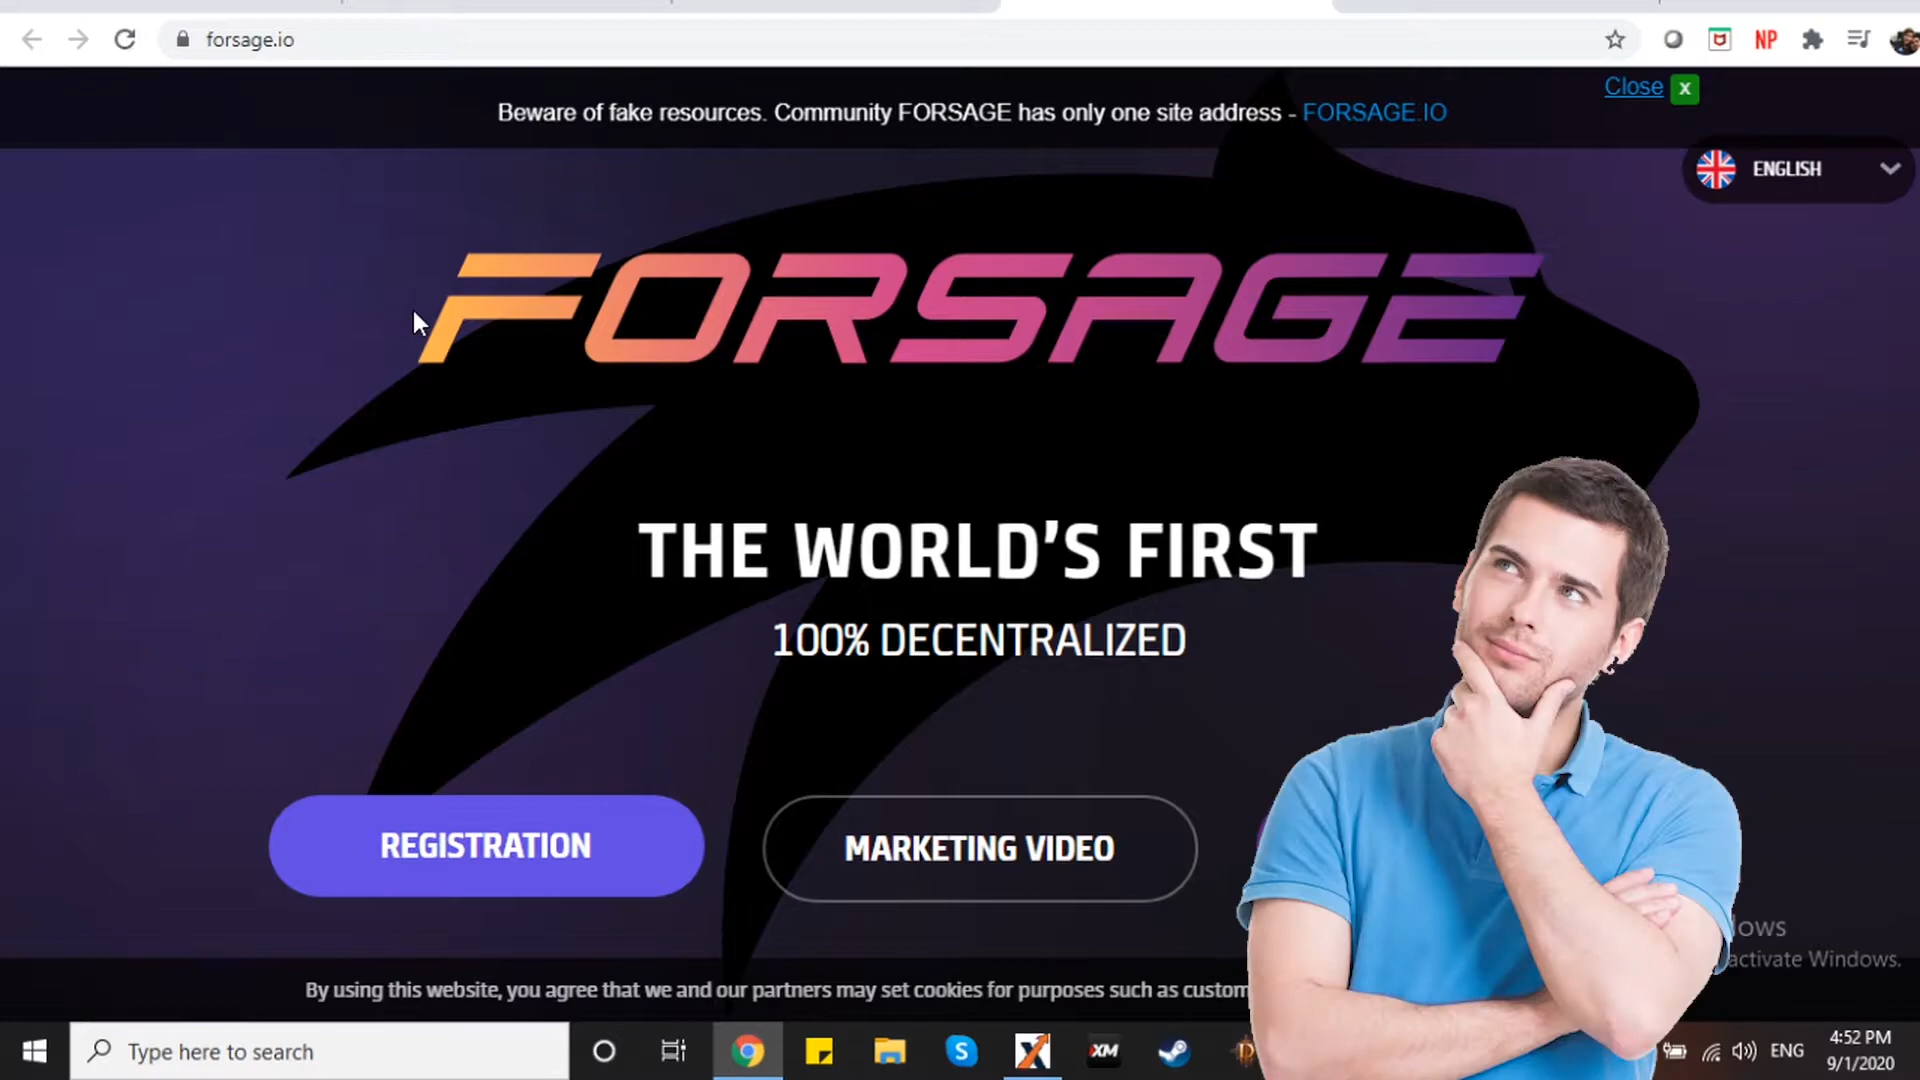 forsage.io
NP
Close x
Beware of fake resources. Community FORSAGE has only one site address - FORSAGE.IO
ENGLISH
FORSAGE
THE WORLD'S FIRST
100% DECENTRALIZED
REGISTRATION
MARKETING VIDEO
activate Windows.
By using this website, you agree that we and our partners may set cookies for purposes such as custom
Type here to search
S
XM
ENG
4:52 PM
9/1/2020